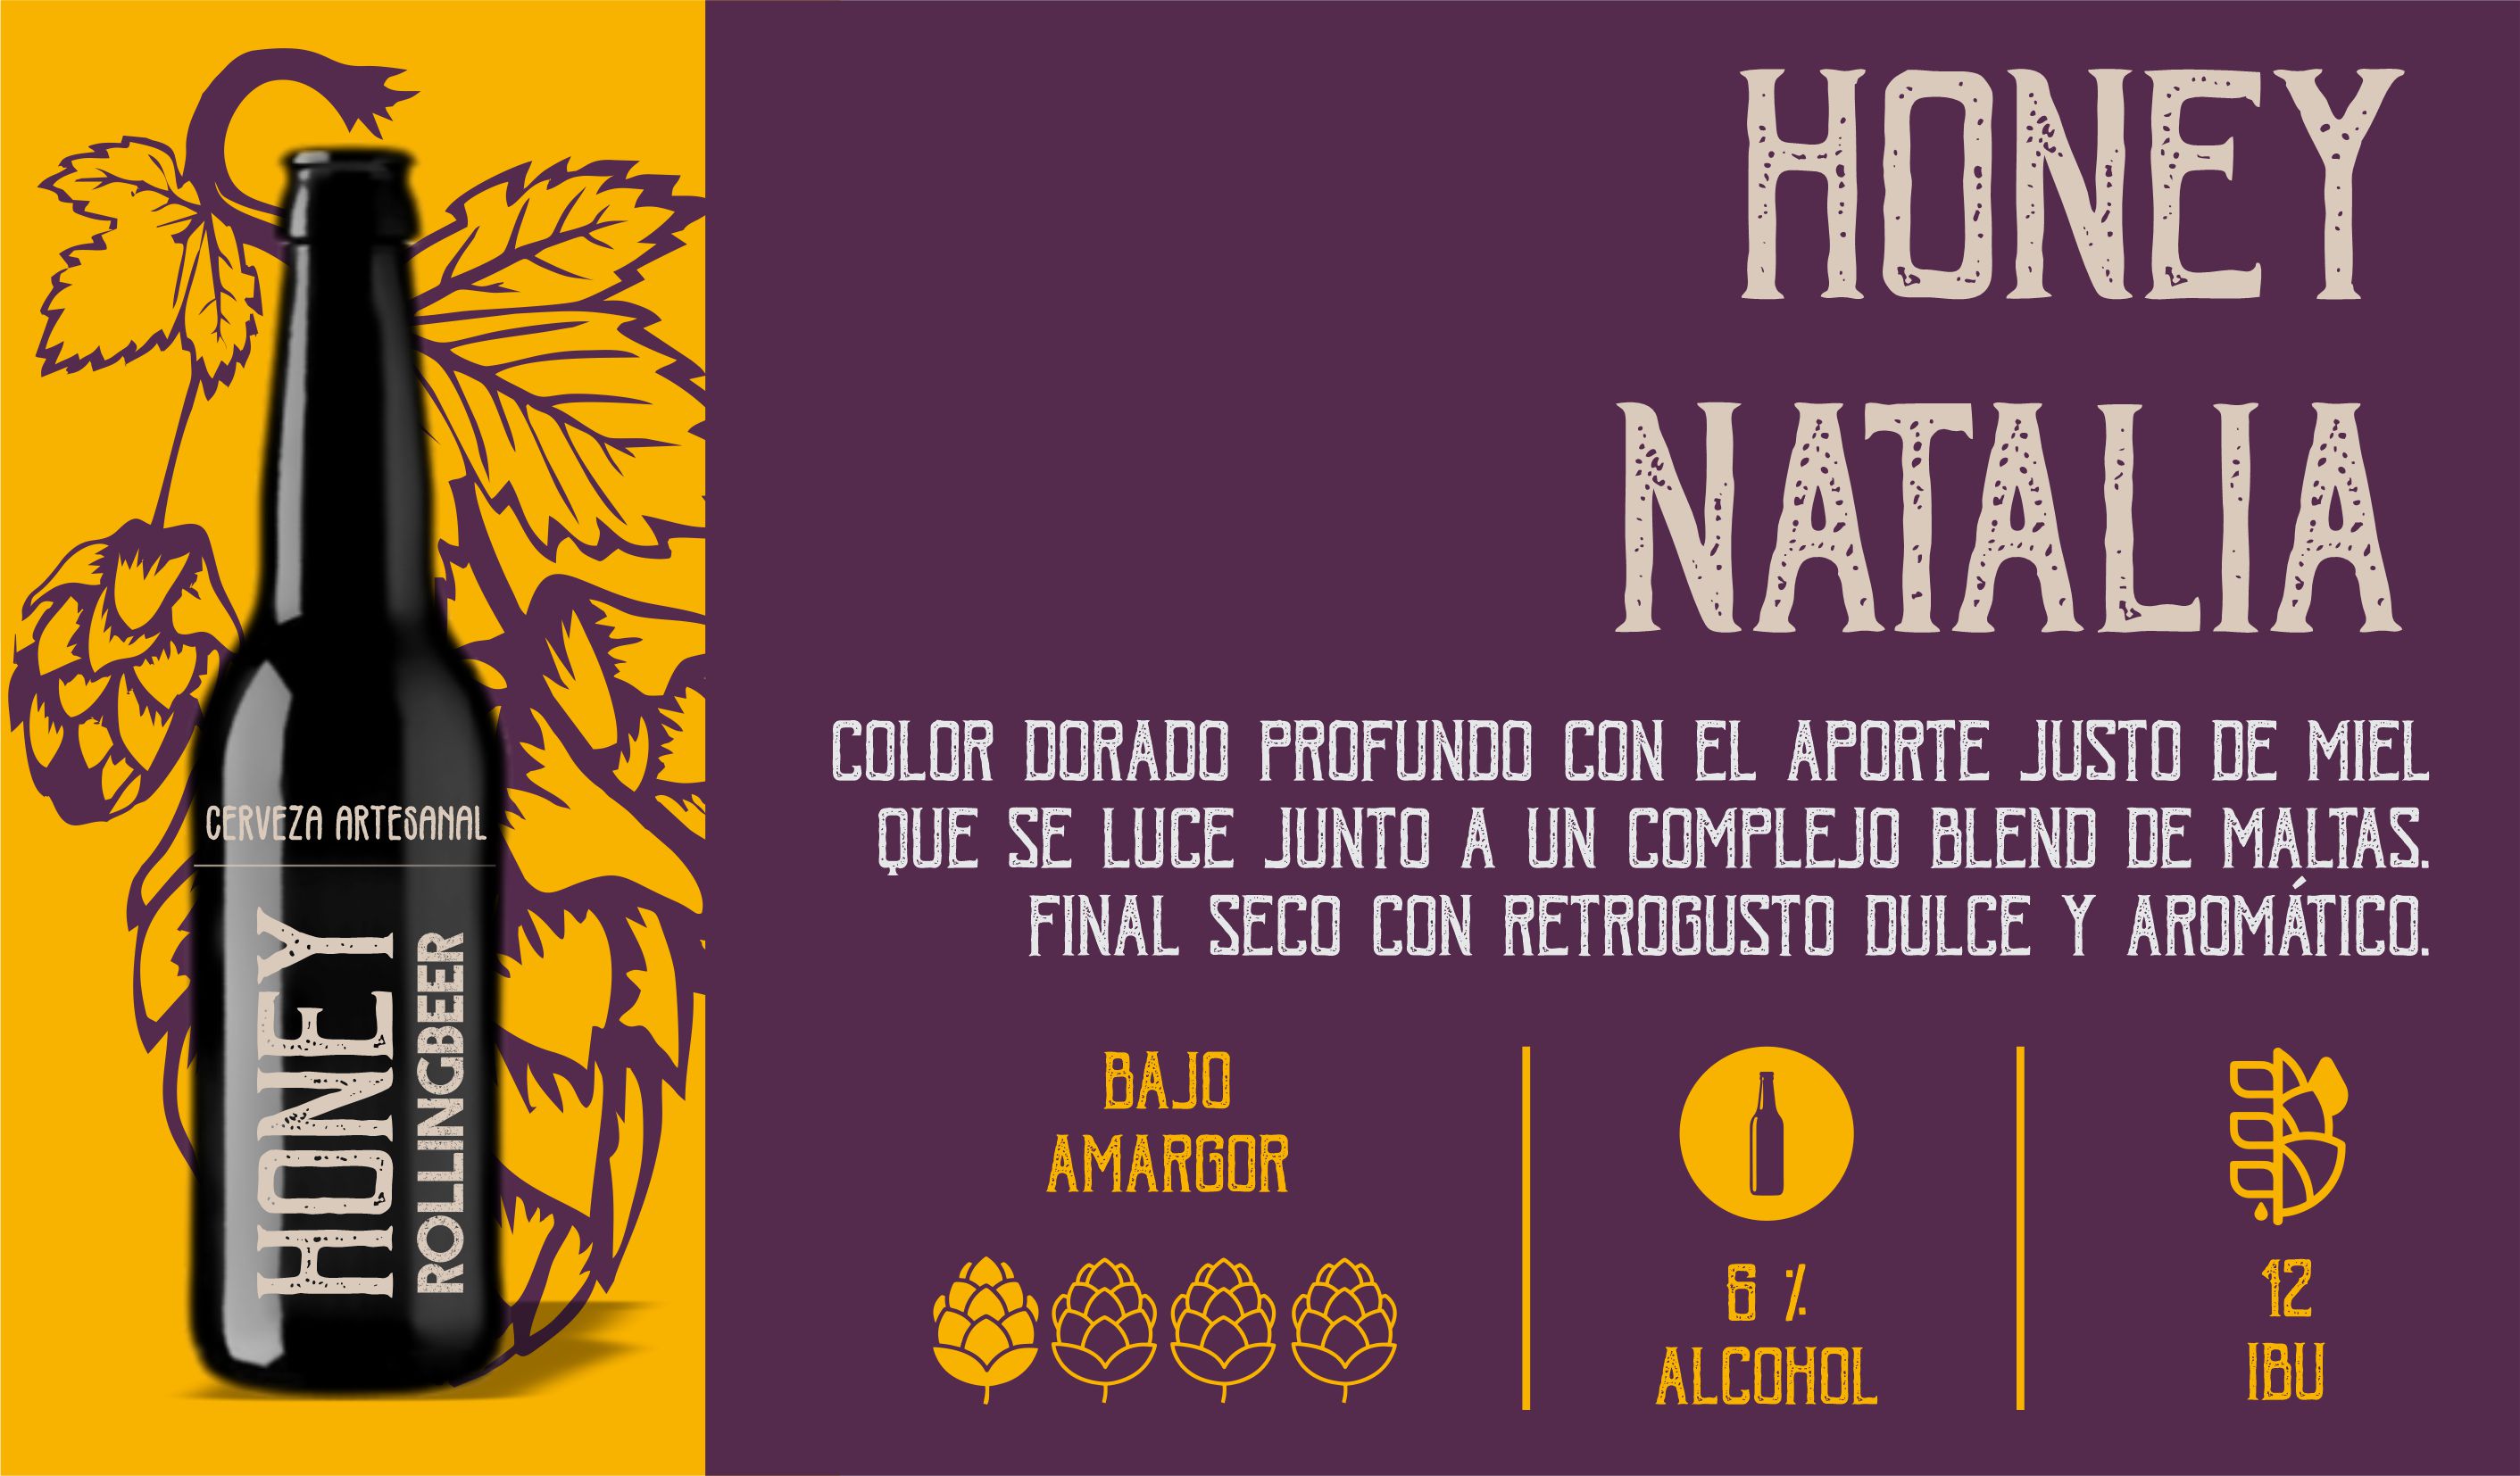 HONEY
NATALIA
COLOR DORADO PROFUNDO CON EL APORTE JUSTO DE MIEL
QUE SE LUCE JUNTO A UN COMPLEJO BLEND DE MALTAS.
FINAL SECO CON RETROGUSTO DULCE Y AROMÁTICO.
CERVEZA ARTESANAL
HONEY
ROLLINGBEER
BAJO
AMARGOR
6 %
ALCOHOL
12
IBU